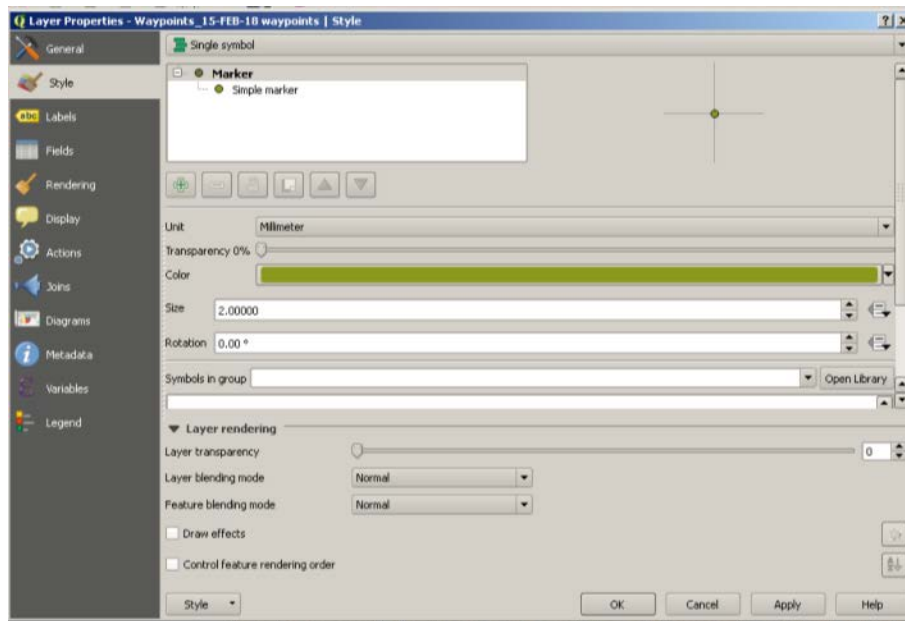 Layer Properties - Waypoints_15-FEB-18 waypoints | Style
General
Style
Labels
Fields
Rendering
Display
Actions
Joins
Diagrams
Metadata
Variables
Legend
Single symbol
Marker
Simple marker
Unit Millimeter
Transparency 0%
Color
Size 2.00000
Rotation 0.00 °
Symbols in group Open Library
Layer rendering
Layer transparency 0
Layer blending mode Normal
Feature blending mode Normal
Draw effects
Control feature rendering order
Style OK Cancel Apply Help